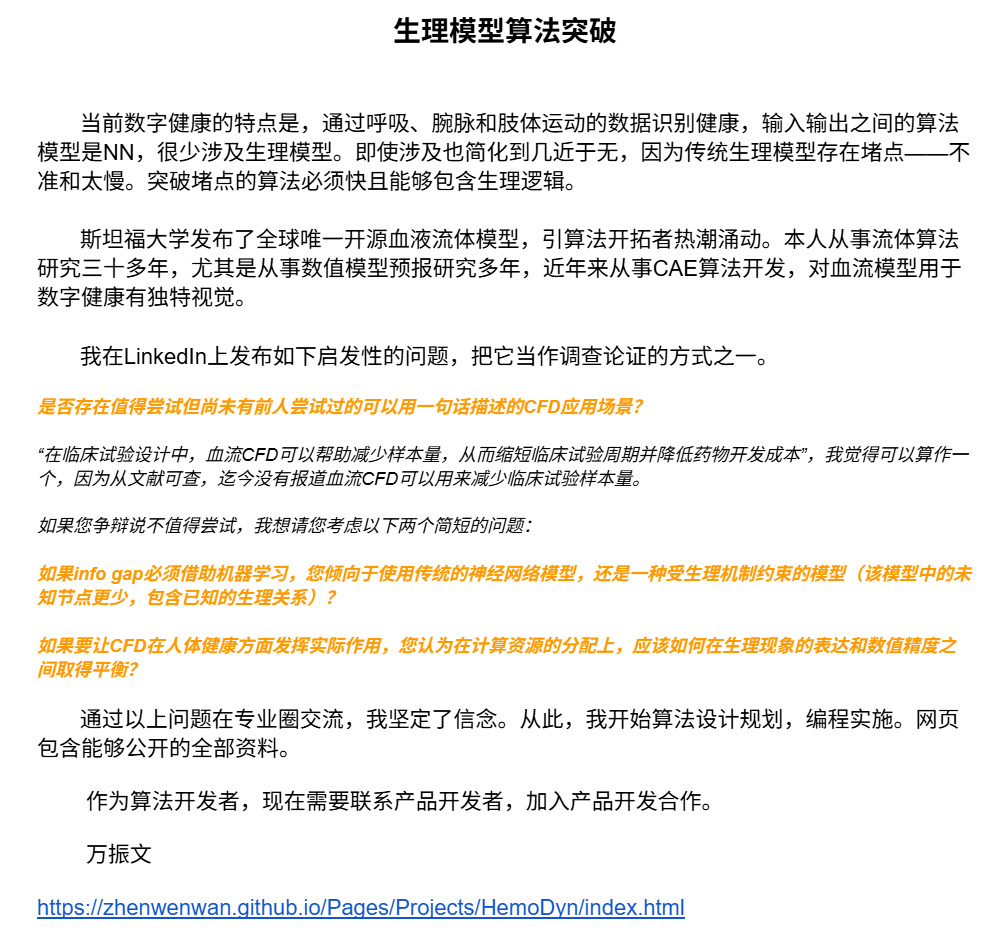 生理模型算法突破
当前数字健康的特点是，通过呼吸、腕脉和肢体运动的数据识别健康，输入输出之间的算法
模型是NN，很少涉及生理模型。即使涉及也简化到几近于无，因为传统生理模型存在堵点——不
准和太慢。突破堵点的算法必须快且能够包含生理逻辑。
斯坦福大学发布了全球唯一开源血液流体模型，引算法开拓者热潮涌动。本人从事流体算法
研究三十多年，尤其是从事数值模型预报研究多年，近年来从事CAE算法开发，对血流模型用于
数字健康有独特视觉。
我在LinkedIn上发布如下启发性的问题，把它当作调查论证的方式之一。
是否存在值得尝试但尚未有前人尝试过的可以用一句话描述的CFD应用场景？
“在临床试验设计中，血流CFD可以帮助减少样本量，从而缩短临床试验周期并降低药物开发成本”，我觉得可以算作一
个，因为从文献可查，迄今没有报道血流CFD可以用来减少临床试验样本量。
如果您争辩说不值得尝试，我想请您考虑以下两个简短的问题：
如果info gap必须借助机器学习，您倾向于使用传统的神经网络模型，还是一种受生理机制约束的模型（该模型中的未
知节点更少，包含已知的生理关系）？
如果要让CFD在人体健康方面发挥实际作用，您认为在计算资源的分配上，应该如何在生理现象的表达和数值精度之
间取得平衡？
通过以上问题在专业圈交流，我坚定了信念。从此，我开始算法设计规划，编程实施。网页
包含能够公开的全部资料。
作为算法开发者，现在需要联系产品开发者，加入产品开发合作。
万振文
https://zhenwenwan.github.io/Pages/Projects/HemoDyn/index.html